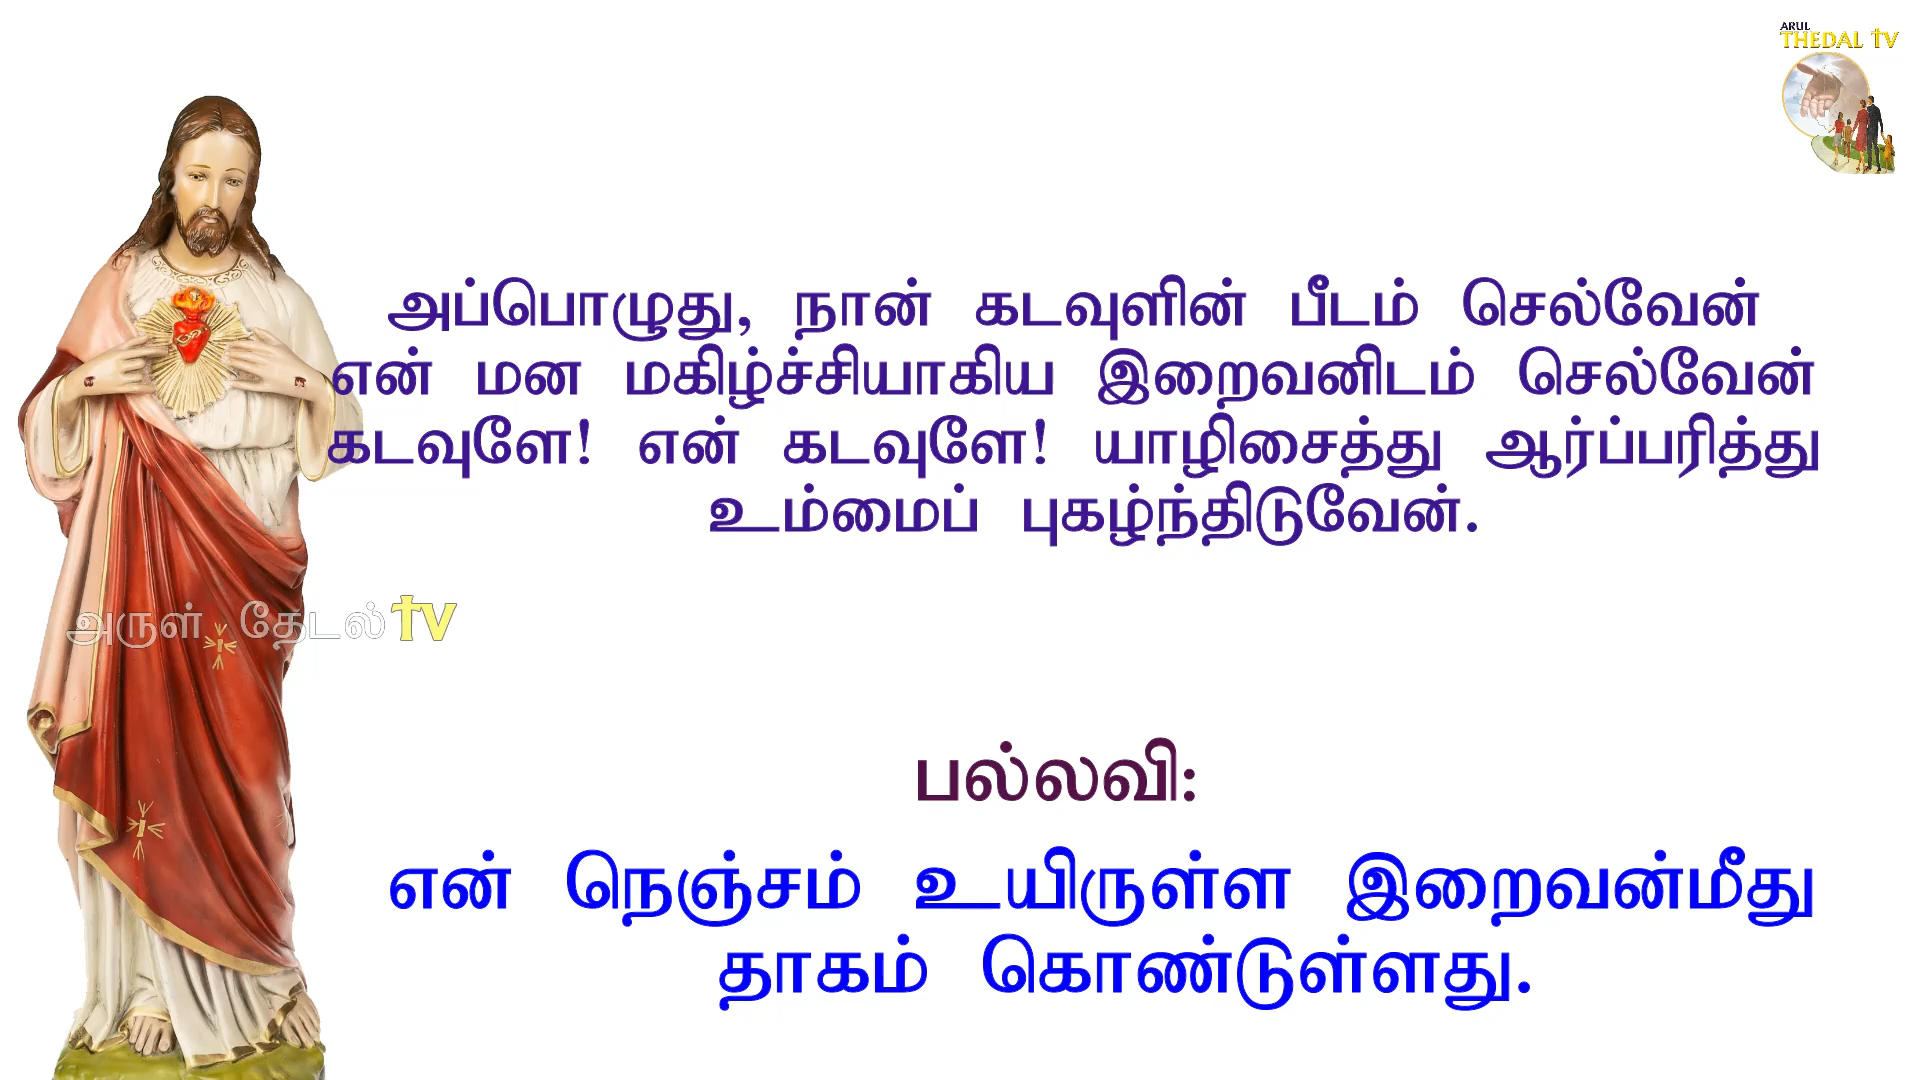 ARUL
THEDAL TV
அப்பொழுது, நான் கடவுளின் பீடம் செல்வேன்
என் மன மகிழ்ச்சியாகிய இறைவனிடம் செல்வேன்
கடவுளே! என் கடவுளே! யாழிசைத்து ஆர்ப்பரித்து
உம்மைப் புகழ்ந்திடுவேன்.
அருள் தேடல் TV
பல்லவி:
என் நெஞ்சம் உயிருள்ள இறைவன்மீது
தாகம் கொண்டுள்ளது.